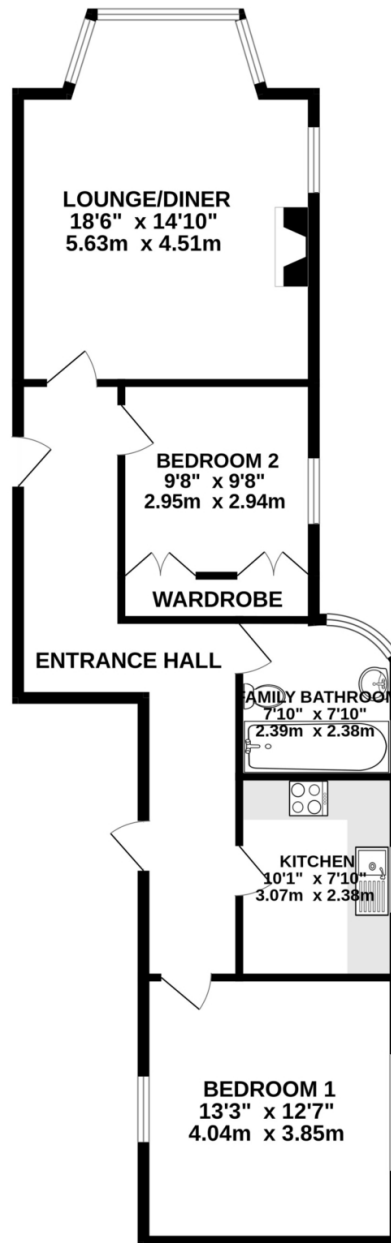 LOUNGE/DINER
18'6" x 14'10"
5.63m x 4.51m
BEDROOM 2
9'8" x 9'8"
2.95m x 2.94m
WARDROBE
ENTRANCE HALL
FAMILY BATHROOM
7'10" x 7'10"
2.39m x 2.38m
KITCHEN
10'1" x 7'10"
3.07m x 2.38m
BEDROOM 1
13'3" x 12'7"
4.04m x 3.85m